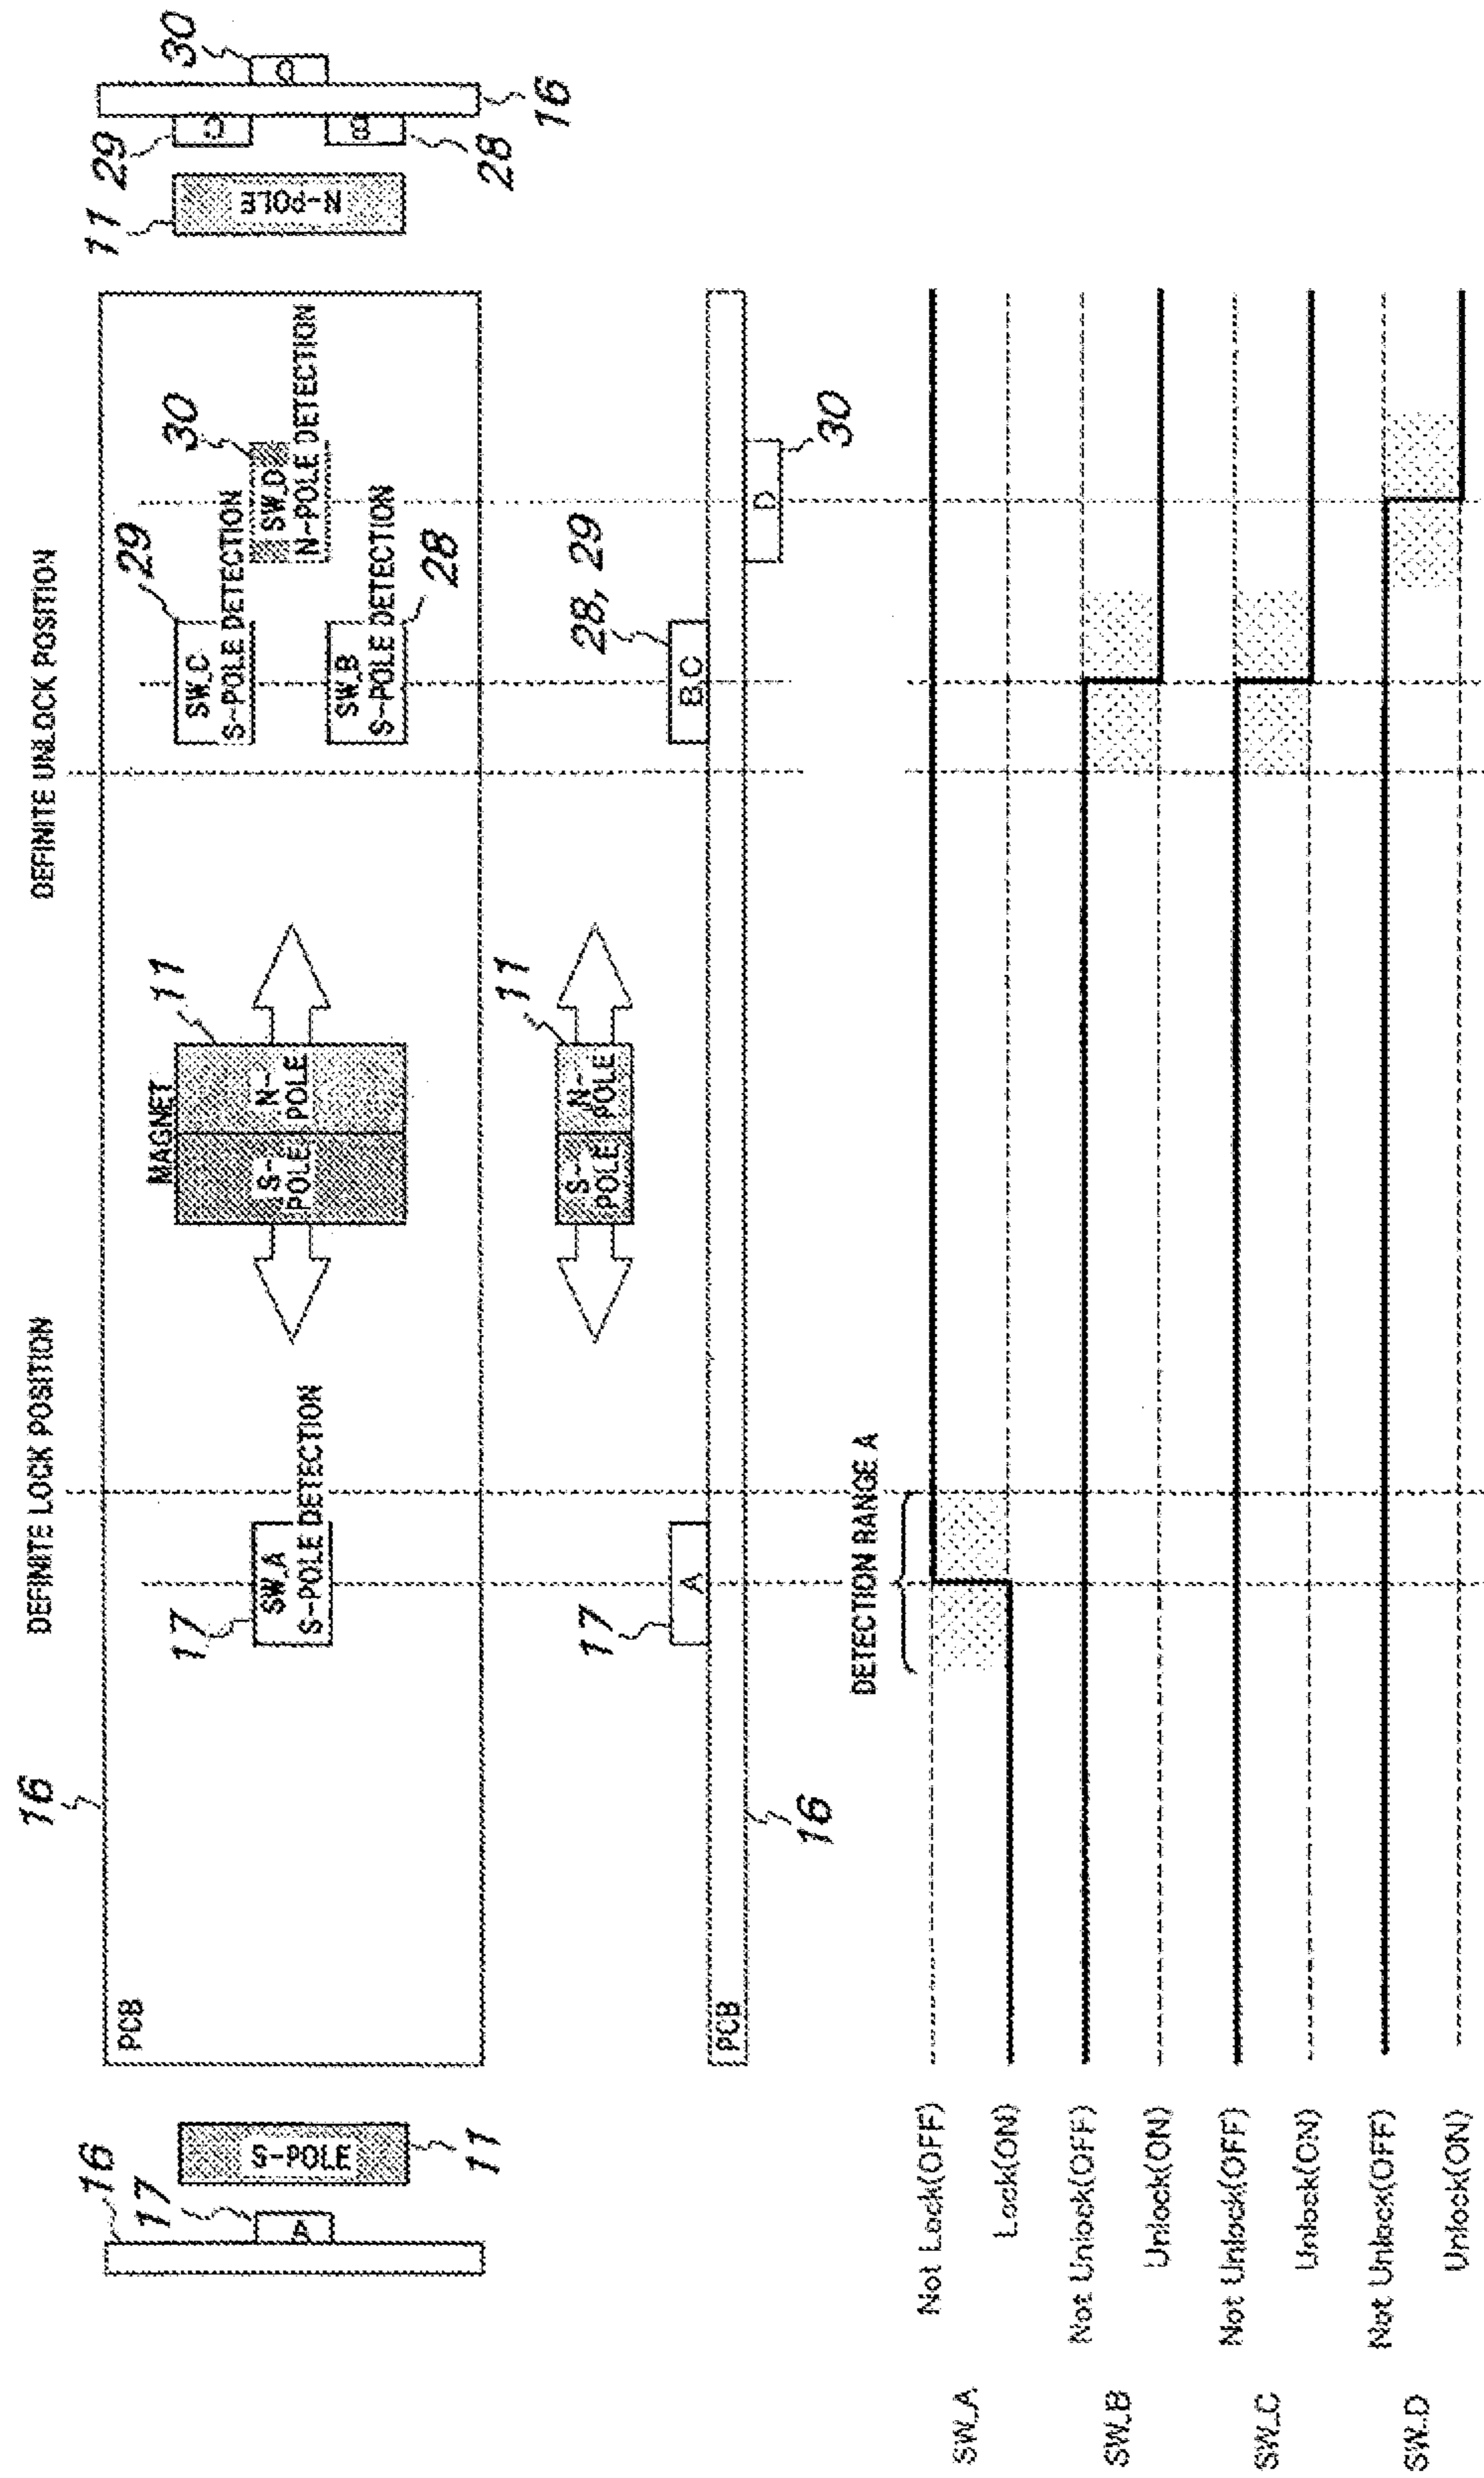 DEFINITE LOCK POSITION
DEFINITE UNLOCK POSITION
16
17
A
S-POLE
11
16
PCB
17
SW_A
S-POLE DETECTION
MAGNET
11
S-
POLE
N-
POLE
29
SW_C
S-POLE DETECTION
30
SW_D
N-POLE DETECTION
SW_B
S-POLE DETECTION
28
11
N-POLE
29
C
B
28
D
30
16
11
S-
POLE
N-
POLE
17
A
28, 29
B,C
PCB
16
D
30
DETECTION RANGE A
SW_A
Not Lock(OFF)
Lock(ON)
SW_B
Not Unlock(OFF)
Unlock(ON)
SW_C
Not Unlock(OFF)
Unlock(ON)
SW_D
Not Unlock(OFF)
Unlock(ON)